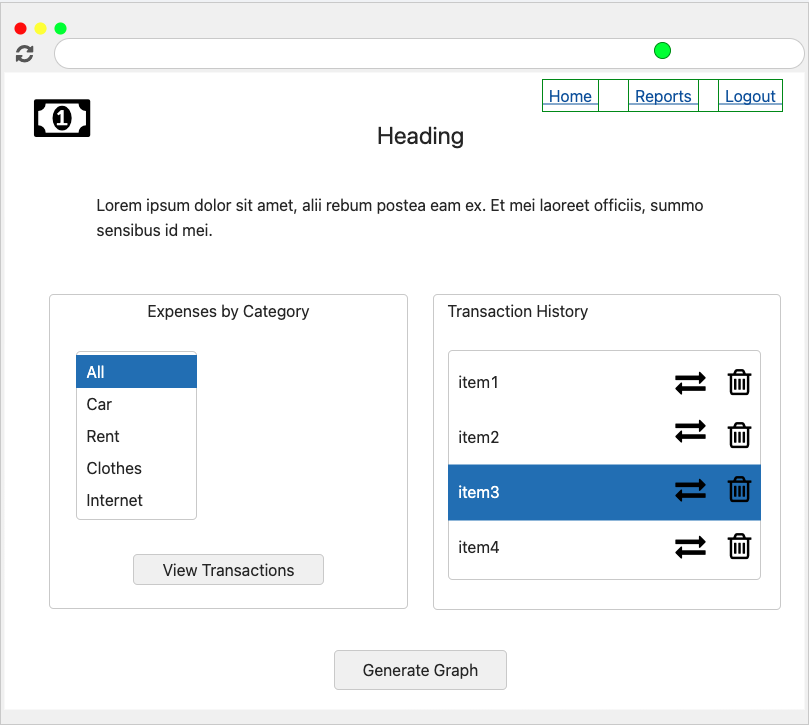 Home Reports Logout
1
Heading
Lorem ipsum dolor sit amet, alii rebum postea eam ex. Et mei laoreet officiis, summo
sensibus id mei.
Expenses by Category
All
Car
Rent
Clothes
Internet
View Transactions
Transaction History
item1
item2
item3
item4
Generate Graph